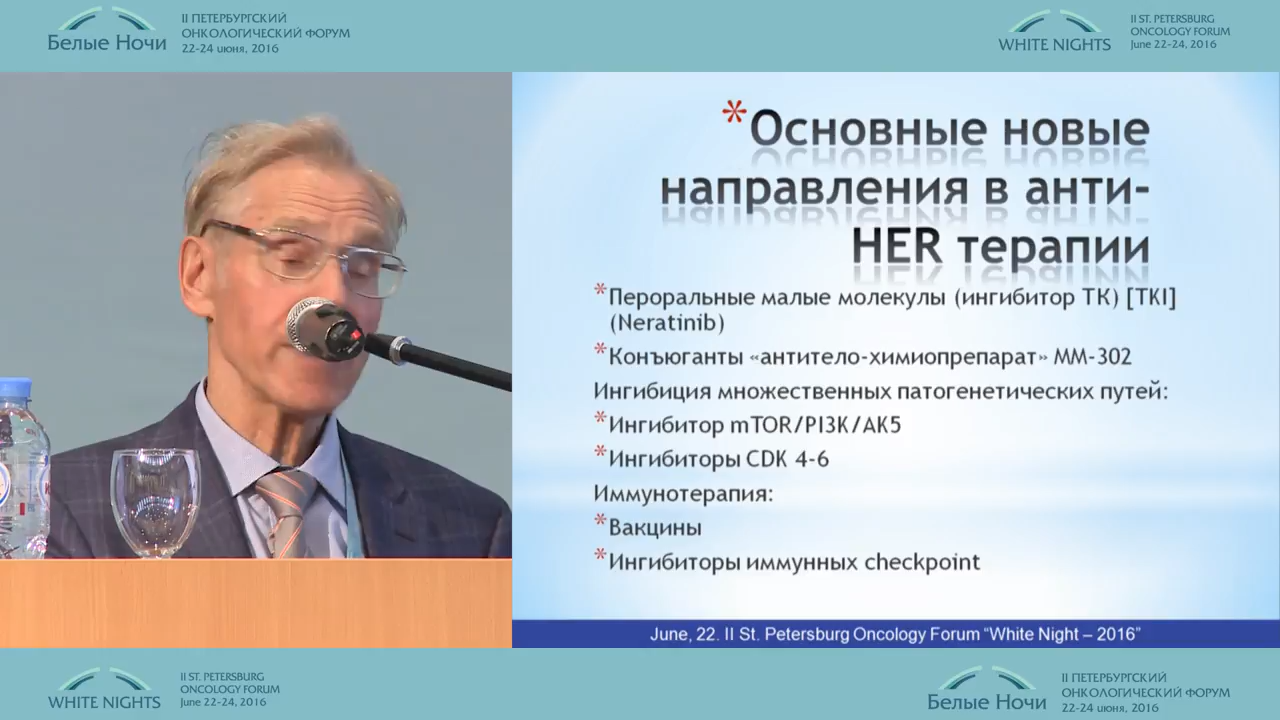 Белые Ночи
II ПЕТЕРБУРГСКИЙ
ОНКОЛОГИЧЕСКИЙ ФОРУМ
22-24 июня, 2016
WHITE NIGHTS
II ST. PETERSBURG
ONCOLOGY FORUM
June 22-24, 2016
*Основные новые
направления в анти-
HER терапии
*Пероральные малые молекулы (ингибитор ТК) [TKI]
(Neratinib)
*Конъюганты «антитело-химиопрепарат» MM-302
Ингибиция множественных патогенетических путей:
*Ингибитор mTOR/PI3K/AK5
*Ингибиторы CDK 4-6
Иммунотерапия:
*Вакцины
*Ингибиторы иммунных checkpoint
June, 22. II St. Petersburg Oncology Forum “White Night – 2016”
WHITE NIGHTS
II ST. PETERSBURG
ONCOLOGY FORUM
June 22-24, 2016
Белые Ночи
II ПЕТЕРБУРГСКИЙ
ОНКОЛОГИЧЕСКИЙ ФОРУМ
22-24 июня, 2016